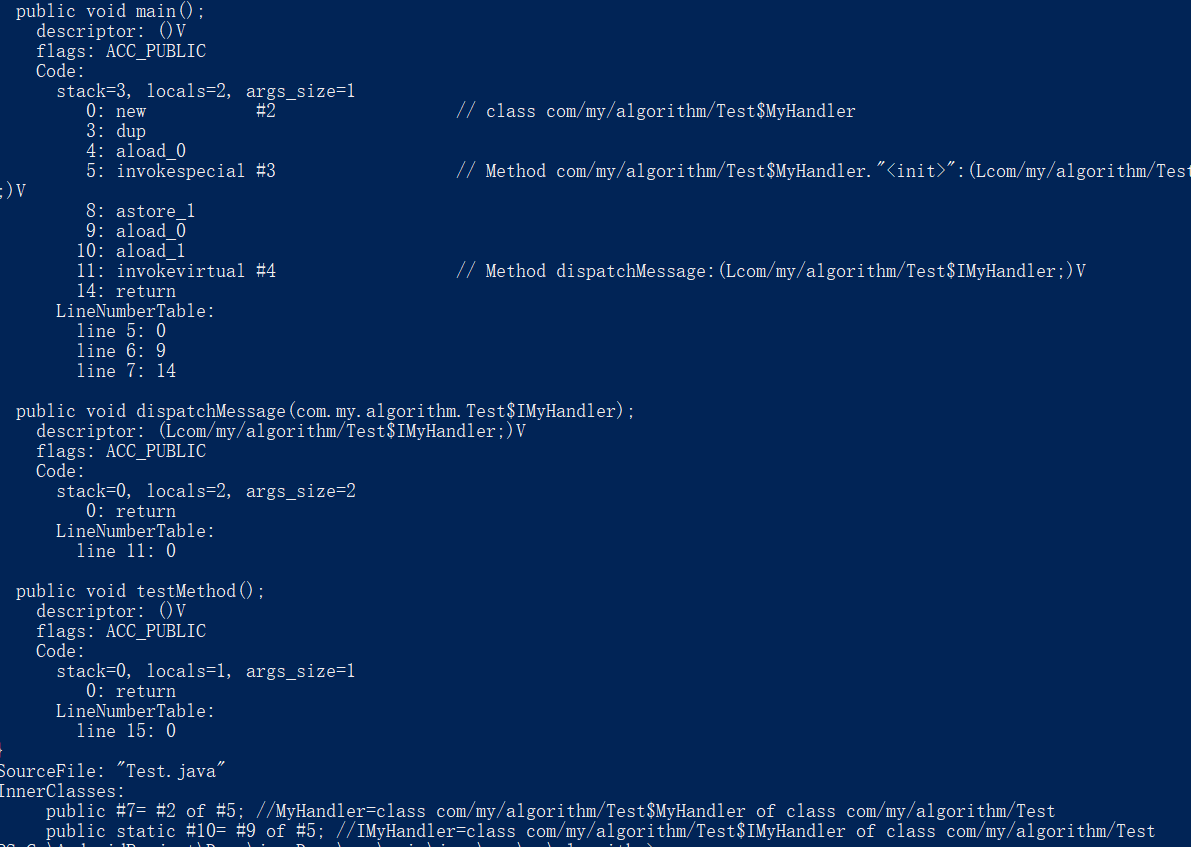 public void main();
descriptor: ()V
flags: ACC_PUBLIC
Code:
stack=3, locals=2, args_size=1
0: new #2 // class com/my/algorithm/Test$MyHandler
3: dup
4: aload_0
5: invokespecial #3 // Method com/my/algorithm/Test$MyHandler."<init>":(Lcom/my/algorithm/Test
;)V
8: astore_1
9: aload_0
10: aload_1
11: invokevirtual #4 // Method dispatchMessage:(Lcom/my/algorithm/Test$IMyHandler;)V
14: return
LineNumberTable:
line 5: 0
line 6: 9
line 7: 14
public void dispatchMessage(com.my.algorithm.Test$IMyHandler);
descriptor: (Lcom/my/algorithm/Test$IMyHandler;)V
flags: ACC_PUBLIC
Code:
stack=0, locals=2, args_size=2
0: return
LineNumberTable:
line 11: 0
public void testMethod();
descriptor: ()V
flags: ACC_PUBLIC
Code:
stack=0, locals=1, args_size=1
0: return
LineNumberTable:
line 15: 0
}
SourceFile: "Test.java"
InnerClasses:
public #7= #2 of #5; //MyHandler=class com/my/algorithm/Test$MyHandler of class com/my/algorithm/Test
public static #10= #9 of #5; //IMyHandler=class com/my/algorithm/Test$IMyHandler of class com/my/algorithm/Test